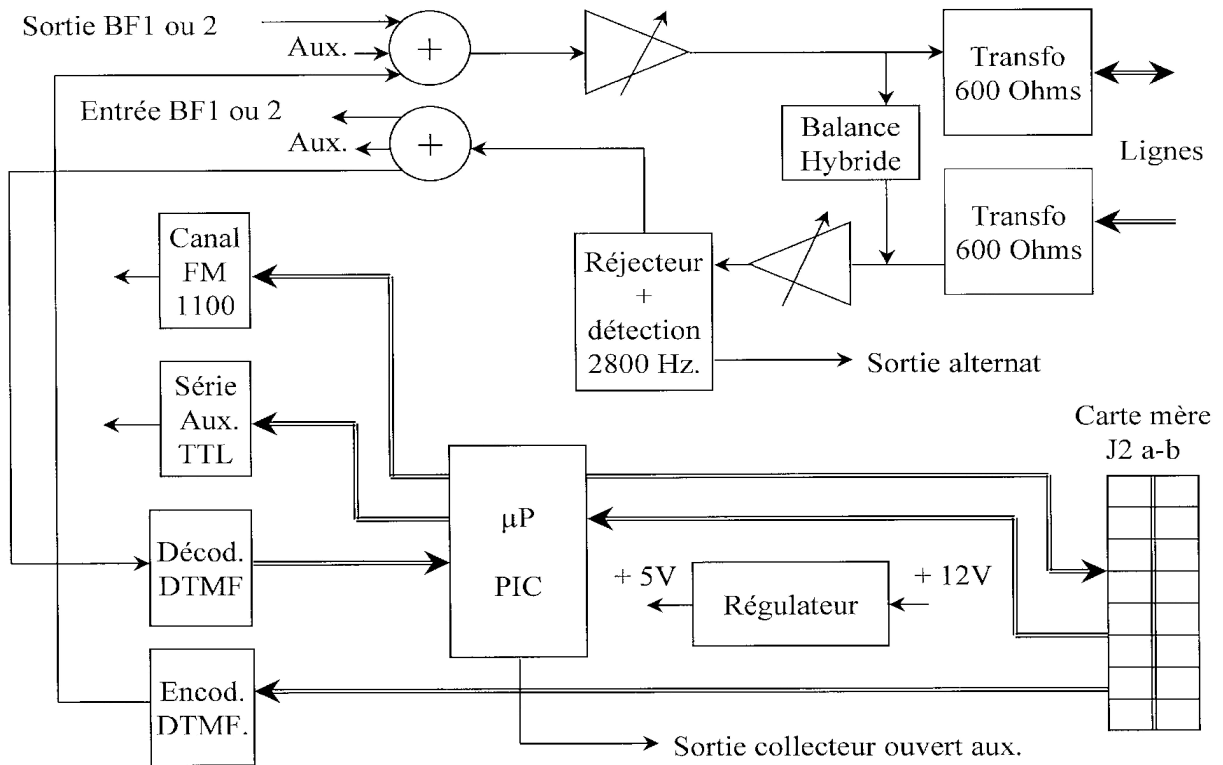 Sortie BF1 ou 2
Aux.
+
Transfo
600 Ohms
Entrée BF1 ou 2
Aux.
+
Balance
Hybride
Lignes
Transfo
600 Ohms
Canal
FM
1100
Réjecteur
+
détection
2800 Hz.
Sortie alternat
Série
Aux.
TTL
Carte mère
J2 a-b
µP
PIC
Décod.
DTMF
+ 5V
Régulateur
+ 12V
Encod.
DTMF.
Sortie collecteur ouvert aux.